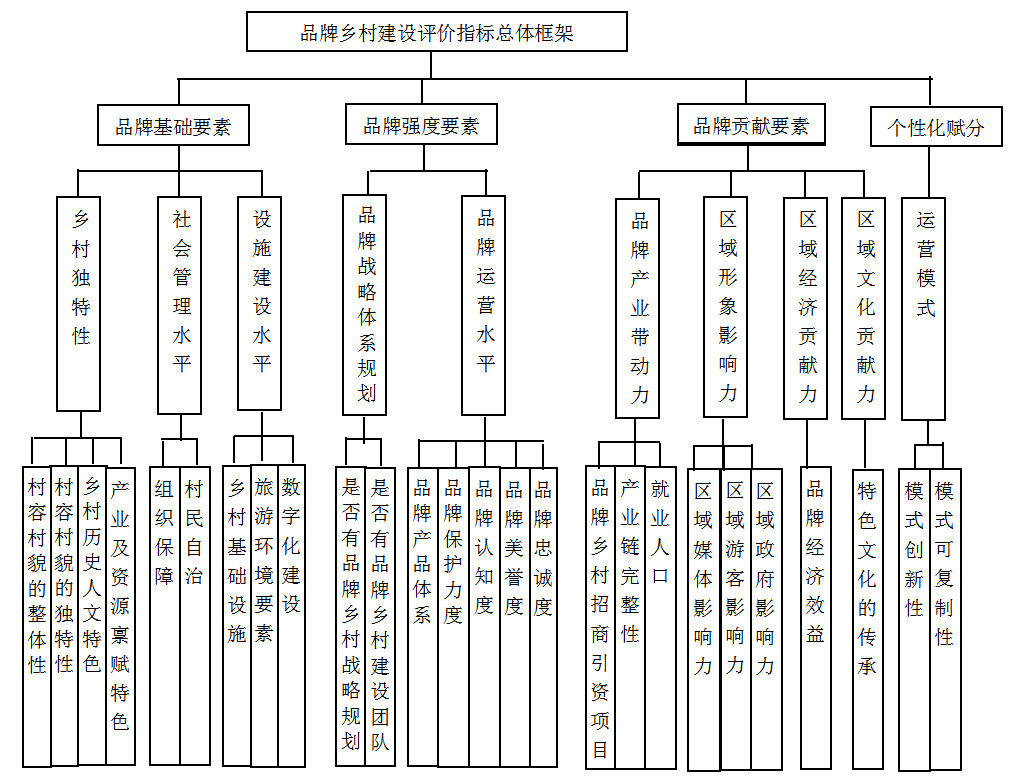 品牌乡村建设评价指标总体框架
品牌基础要素
品牌强度要素
品牌贡献要素
个性化赋分
乡村独特性
社会管理水平
设施建设水平
品牌战略体系规划
品牌运营水平
品牌产业带动力
区域形象影响力
区域经济贡献力
区域文化贡献力
运营模式
村容村貌的整体性
村容村貌的独特性
乡村历史人文特色
产业及资源禀赋特色
组织保障
村民自治
乡村基础设施
旅游环境要素
数字化建设
是否有品牌乡村战略规划
是否有品牌乡村建设团队
品牌产品体系
品牌保护力度
品牌认知度
品牌美誉度
品牌忠诚度
品牌乡村招商引资项目
产业链完整性
就业人口
区域媒体影响力
区域游客影响力
区域政府影响力
品牌经济效益
特色文化的传承
模式创新性
模式可复制性